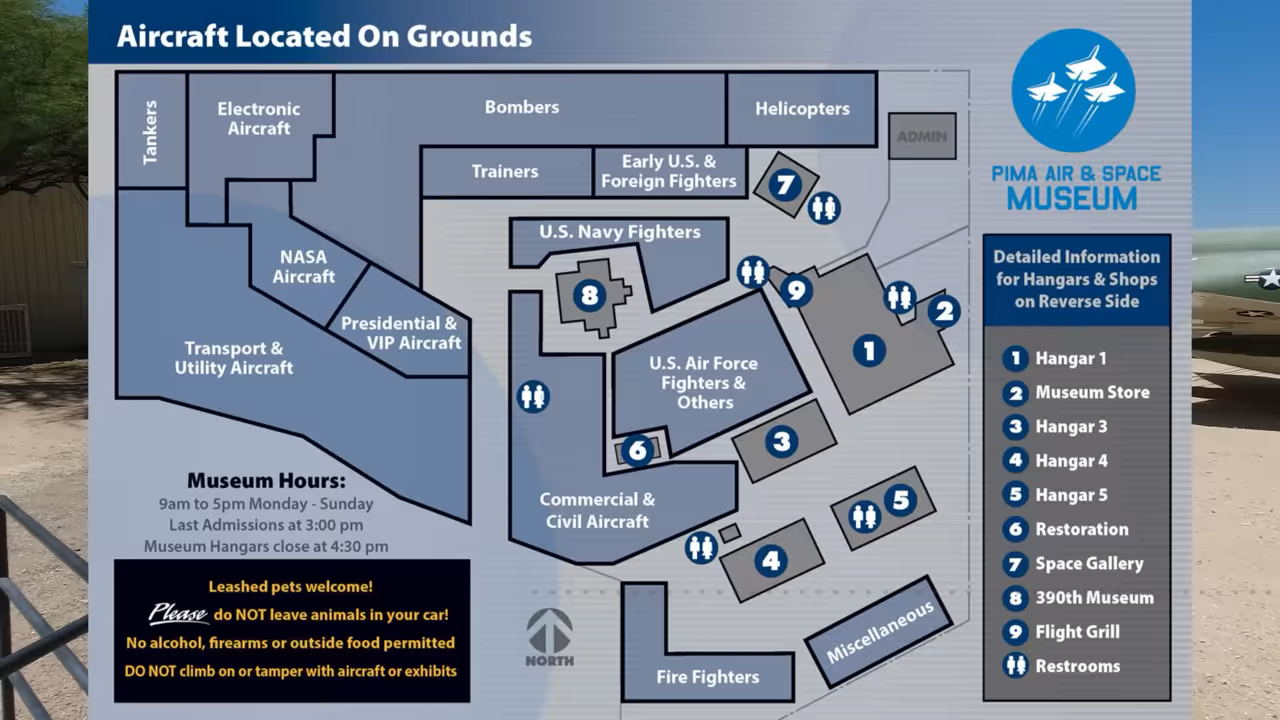 Aircraft Located On Grounds
Tankers
Electronic
Aircraft
Bombers
Helicopters
ADMIN
Trainers
Early U.S. &
Foreign Fighters
7
U.S. Navy Fighters
NASA
Aircraft
8
9
2
1
Presidential &
VIP Aircraft
Transport &
Utility Aircraft
U.S. Air Force
Fighters &
Others
3
6
Commercial &
Civil Aircraft
5
4
Miscellaneous
Fire Fighters
NORTH
Museum Hours:
9am to 5pm Monday - Sunday
Last Admissions at 3:00 pm
Museum Hangars close at 4:30 pm
Leashed pets welcome!
Please do NOT leave animals in your car!
No alcohol, firearms or outside food permitted
DO NOT climb on or tamper with aircraft or exhibits
PIMA AIR & SPACE
MUSEUM
Detailed Information
for Hangars & Shops
on Reverse Side
1 Hangar 1
2 Museum Store
3 Hangar 3
4 Hangar 4
5 Hangar 5
6 Restoration
7 Space Gallery
8 390th Museum
9 Flight Grill
Restrooms